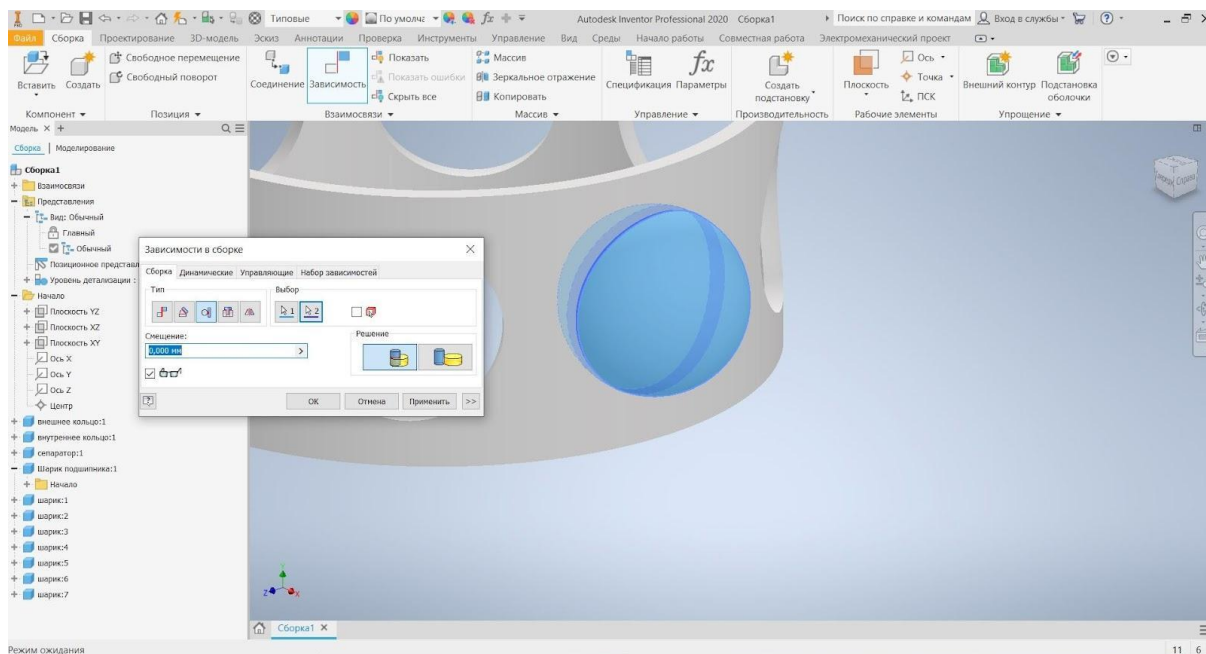 Типовые По умолча fx Autodesk Inventor Professional 2020 Сборка1 Поиск по справке и командам Вход в службы
Файл Сборка Проектирование 3D-модель Эскиз Аннотации Проверка Инструменты Управление Вид Среды Начало работы Совместная работа Электромеханический проект
Вставить
Создать
Свободное перемещение
Свободный поворот
Соединение
Зависимость
Показать
Показать ошибки
Скрыть все
Массив
Зеркальное отражение
Копировать
Спецификация
fx
Параметры
Создать
подстановку
Плоскость
Ось
Точка
ПСК
Внешний контур
Подстановка
оболочки
Компонент Позиция Взаимосвязи Массив Управление Производительность Рабочие элементы Упрощение
Модель × +
Сборка | Моделирование
Сборка1
Взаимосвязи
Представления
Вид: Обычный
Главный
Обычный
Позиционное представл
Уровень детализации :
Начало
Плоскость YZ
Плоскость XZ
Плоскость XY
Ось X
Ось Y
Ось Z
Центр
внешнее кольцо:1
внутреннее кольцо:1
сепаратор:1
Шарик подшипника:1
Начало
шарик:1
шарик:2
шарик:3
шарик:4
шарик:5
шарик:6
шарик:7
Зависимости в сборке
Сборка Динамические Управляющие Набор зависимостей
Тип Выбор
1 2
Смещение: Решение
0,000 мм
ОК Отмена Применить >>
Справа
Y
Z X
Сборка1 ×
Режим ожидания 11 6